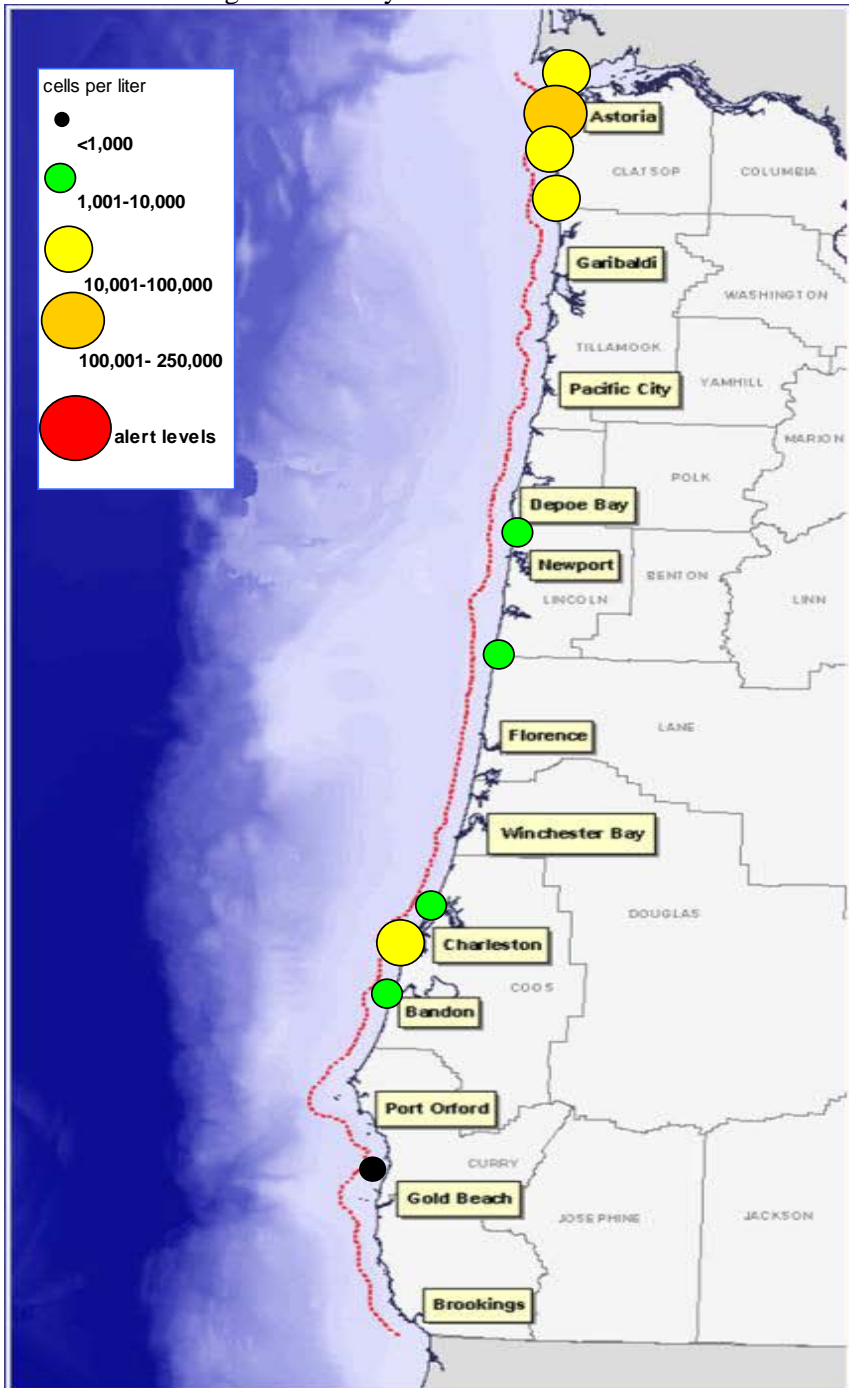 cells per liter
<1,000
1,001-10,000
10,001-100,000
100,001- 250,000
alert levels
Astoria
CLATSOP
COLUMBIA
Garibaldi
WASHINGTON
TILLAMOOK
Pacific City
YAMHILL
MARION
POLK
Depoe Bay
Newport
BENTON
LINCOLN
LINN
Florence
LANE
Winchester Bay
DOUGLAS
Charleston
COOS
Bandon
Port Orford
CURRY
Gold Beach
JOSEPHINE
JACKSON
Brookings